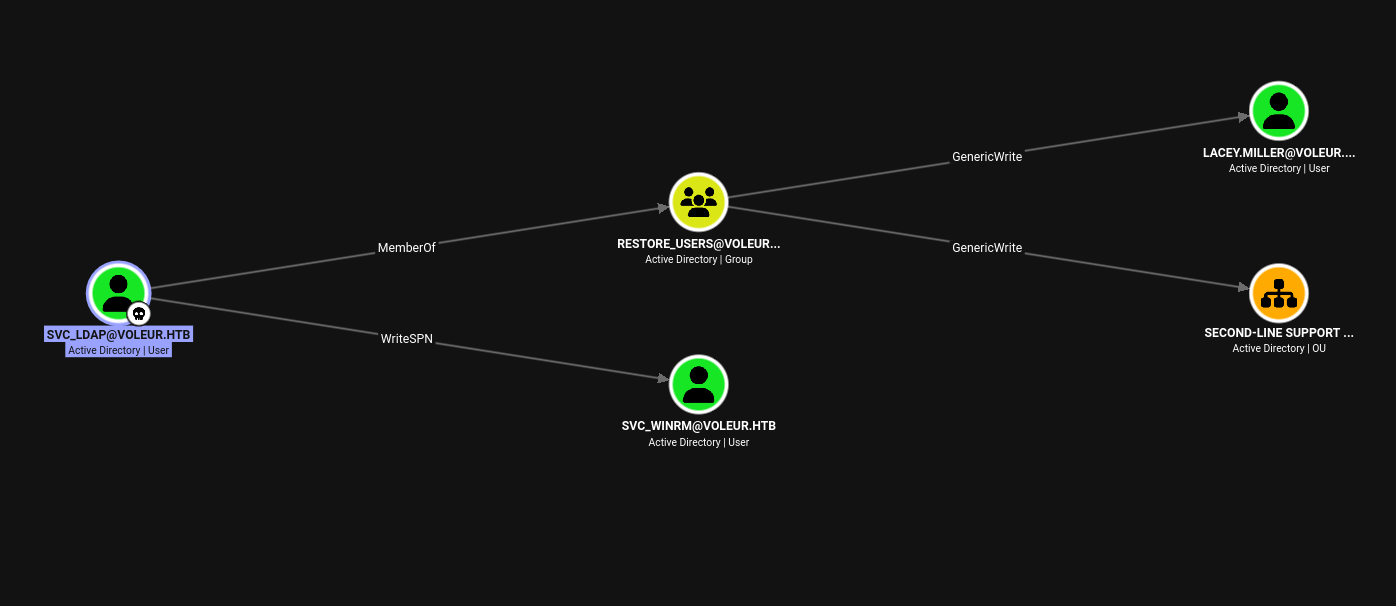 GenericWrite
LACEY.MILLER@VOLEUR....
Active Directory | User
MemberOf
RESTORE_USERS@VOLEUR...
Active Directory | Group
GenericWrite
SVC_LDAP@VOLEUR.HTB
Active Directory | User
WriteSPN
SECOND-LINE SUPPORT ...
Active Directory | OU
SVC_WINRM@VOLEUR.HTB
Active Directory | User